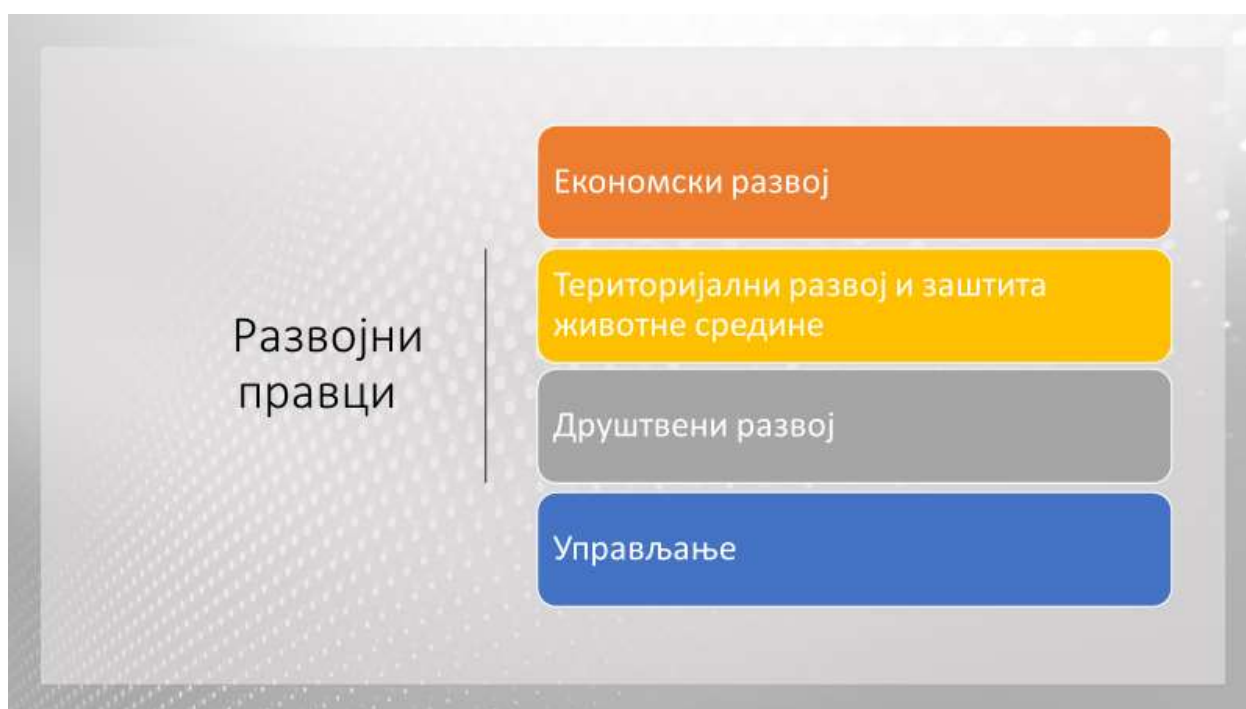 Развојни
правци
Економски развој
Територијални развој и заштита
животне средине
Друштвени развој
Управљање